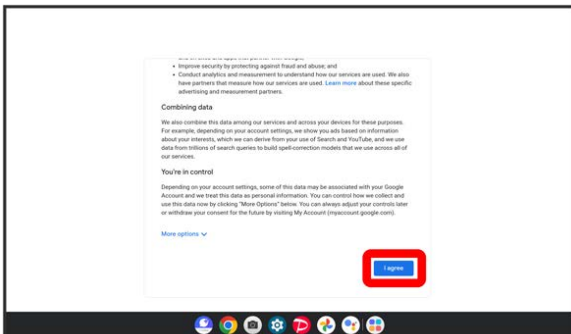 • Improve security by protecting against fraud and abuse; and
• Conduct analytics and measurement to understand how our services are used. We also
have partners that measure how our services are used. Learn more about these specific
advertising and measurement partners.
Combining data
We also combine this data among our services and across your devices for these purposes.
For example, depending on your account settings, we show you ads based on information
about your interests, which we can derive from your use of Search and YouTube, and we use
data from trillions of search queries to build spell-correction models that we use across all of
our services.
You're in control
Depending on your account settings, some of this data may be associated with your Google
Account and we treat this data as personal information. You can control how we collect and
use this data now by clicking "More Options" below. You can always adjust your controls later
or withdraw your consent for the future by visiting My Account (myaccount.google.com).
More options
I agree